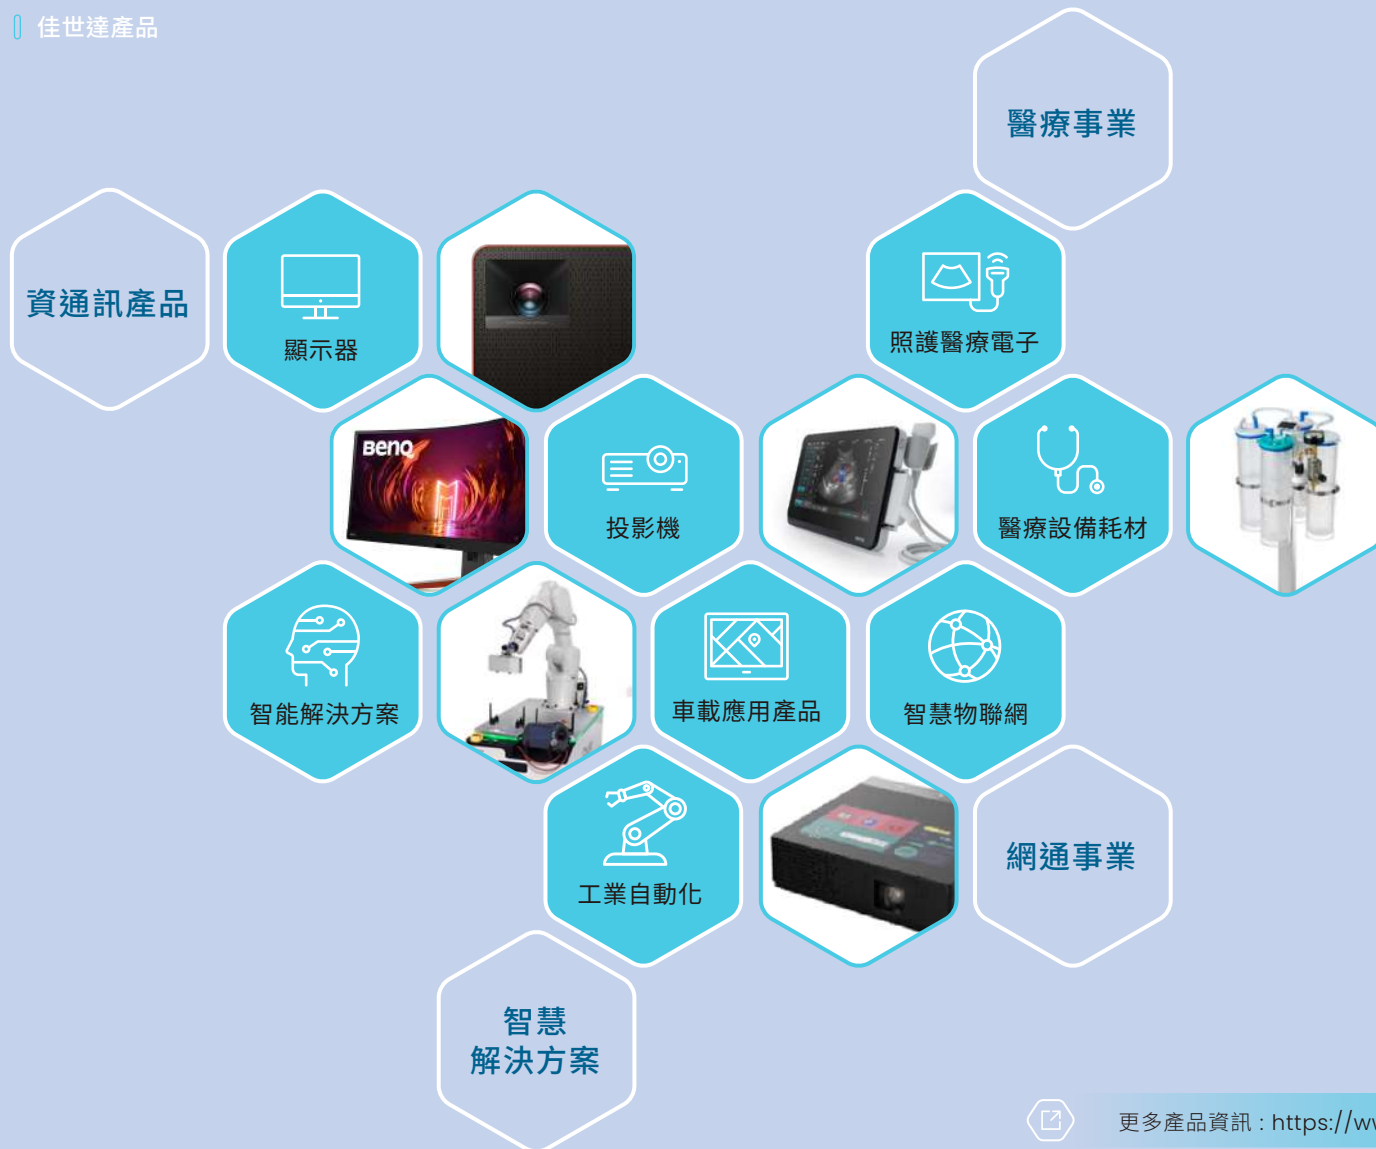 佳世達產品
醫療事業
資通訊產品
顯示器
照護醫療電子
BenQ
投影機
醫療設備耗材
智能解決方案
車載應用產品
智慧物聯網
工業自動化
網通事業
智慧
解決方案
更多產品資訊 : https://ww